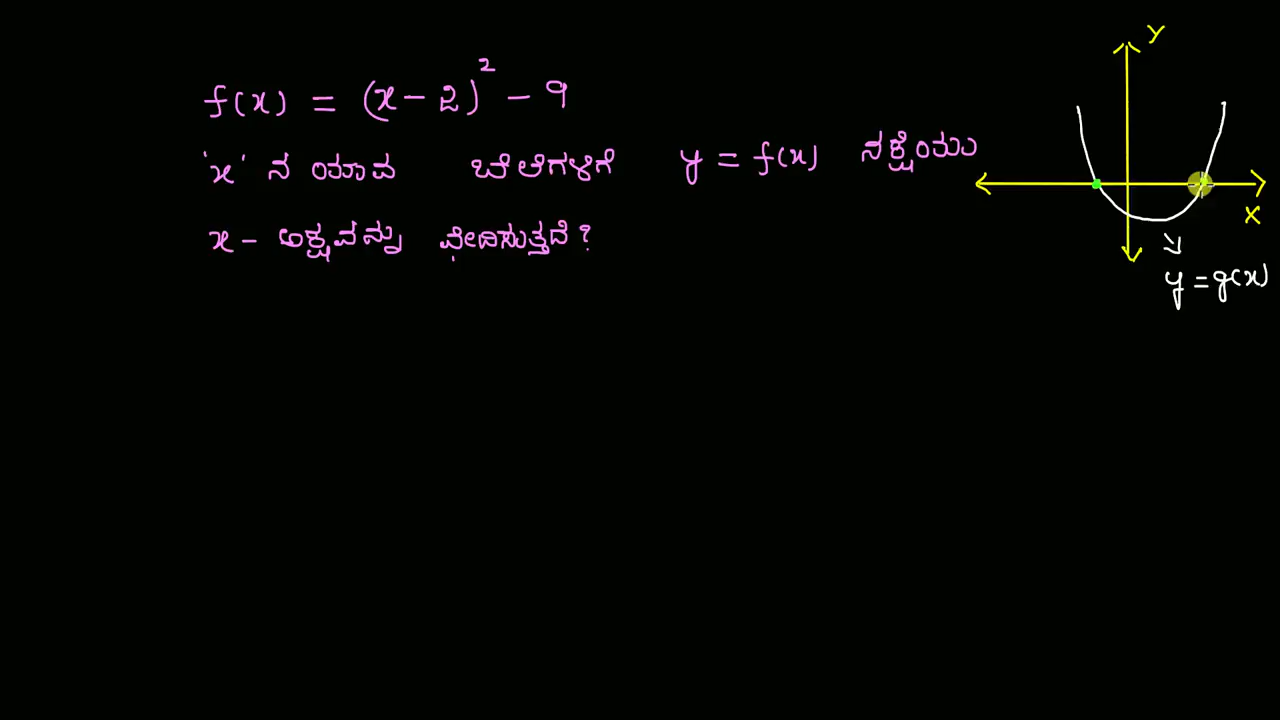 f(x) = (x - 2)² - 9
'x' ನ ಯಾವ ಬೆಲೆಗಳಿಗೆ y = f(x) ನಕ್ಷೆಯು
x - ಅಕ್ಷವನ್ನು ಛೇದಿಸುತ್ತದೆ?
y
x
y = g(x)